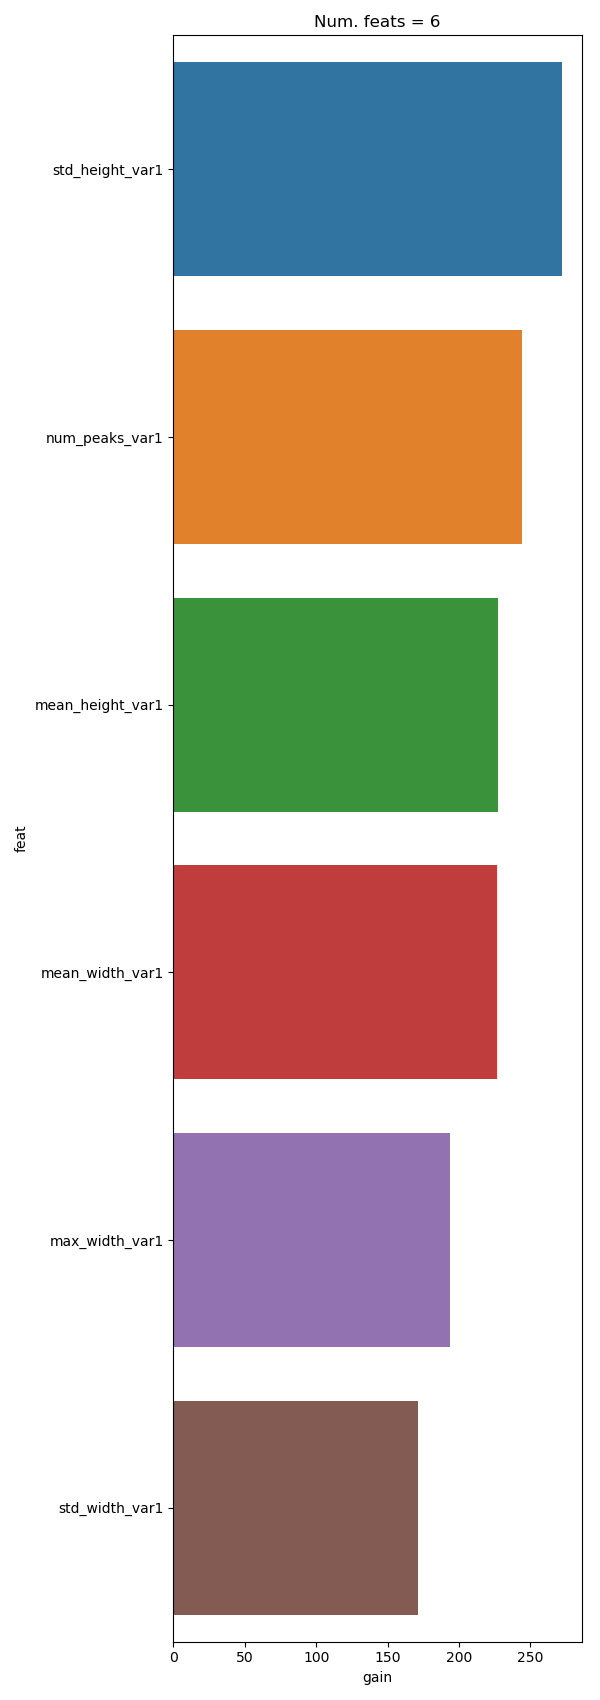 Num. feats = 6
std_height_var1
num_peaks_var1
mean_height_var1
feat
mean_width_var1
max_width_var1
std_width_var1
0 50 100 150 200 250
gain